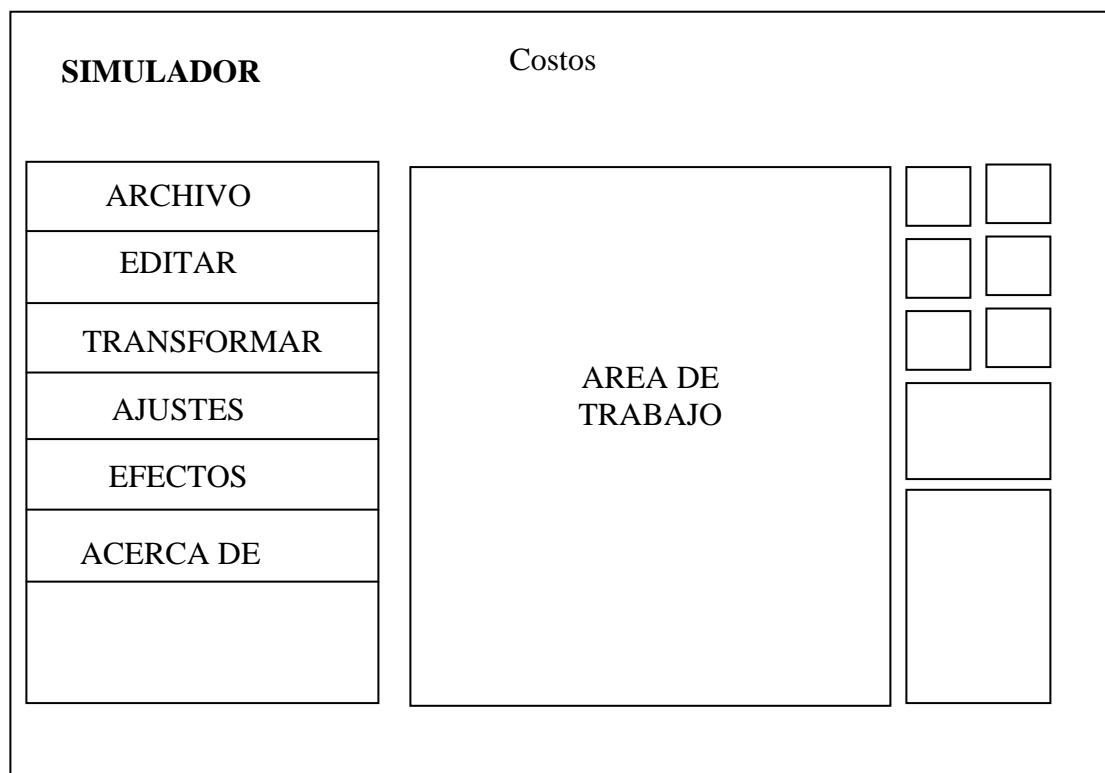 SIMULADOR
Costos
ARCHIVO
EDITAR
TRANSFORMAR
AJUSTES
EFECTOS
ACERCA DE
AREA DE
TRABAJO